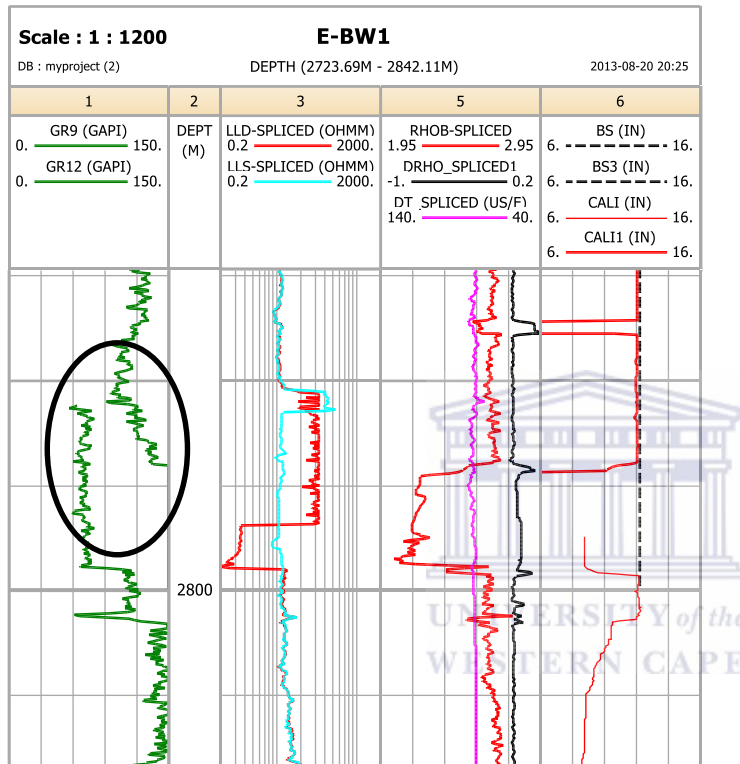 Scale : 1 : 1200 E-BW1
DB : myproject (2) DEPTH (2723.69M - 2842.11M) 2013-08-20 20:25
1 2 3 5 6
GR9 (GAPI)
0. 150.
GR12 (GAPI)
0. 150.
DEPT
(M)
LLD-SPLICED (OHMM)
0.2 2000.
LLS-SPLICED (OHMM)
0.2 2000.
RHOB-SPLICED
1.95 2.95
DRHO_SPLICED1
-1. 0.2
DT_SPLICED (US/F)
140. 40.
BS (IN)
6. 16.
BS3 (IN)
6. 16.
CALI (IN)
6. 16.
CALI1 (IN)
6. 16.
2800
UNIVERSITY of the
WESTERN CAPE